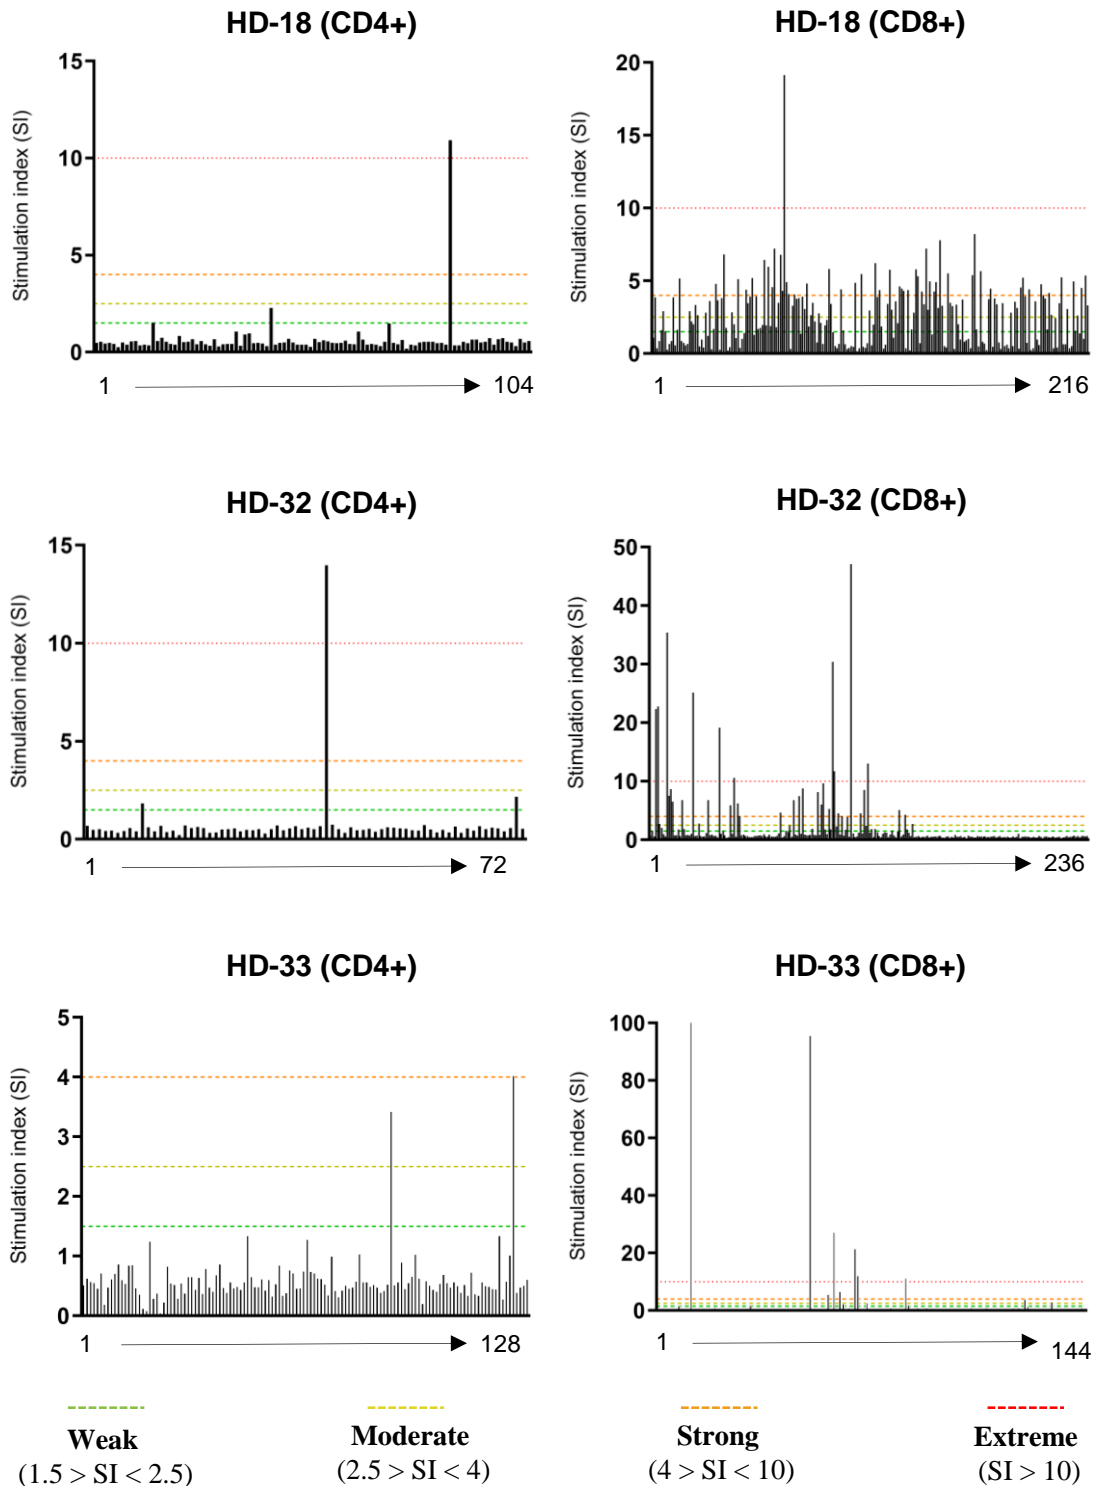 HD-18 (CD4+)
Stimulation index (SI)
15
10
5
0
1 104
HD-18 (CD8+)
Stimulation index (SI)
20
15
10
5
0
1 216
HD-32 (CD4+)
Stimulation index (SI)
15
10
5
0
1 72
HD-32 (CD8+)
Stimulation index (SI)
50
40
30
20
10
0
1 236
HD-33 (CD4+)
Stimulation index (SI)
5
4
3
2
1
0
1 128
HD-33 (CD8+)
Stimulation index (SI)
100
80
60
40
20
0
1 144
Weak
(1.5 > SI < 2.5)
Moderate
(2.5 > SI < 4)
Strong
(4 > SI < 10)
Extreme
(SI > 10)